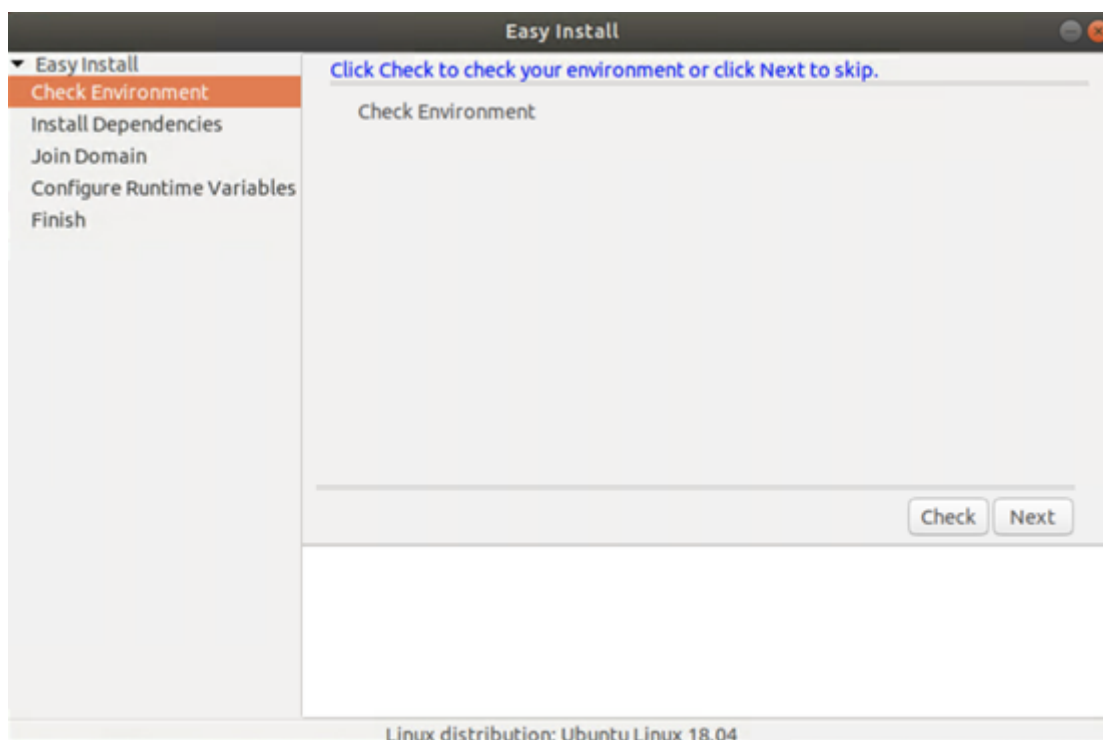 Easy Install
Easy Install
Check Environment
Install Dependencies
Join Domain
Configure Runtime Variables
Finish
Click Check to check your environment or click Next to skip.
Check Environment
Check Next
Linux distribution: Ubuntu Linux 18.04